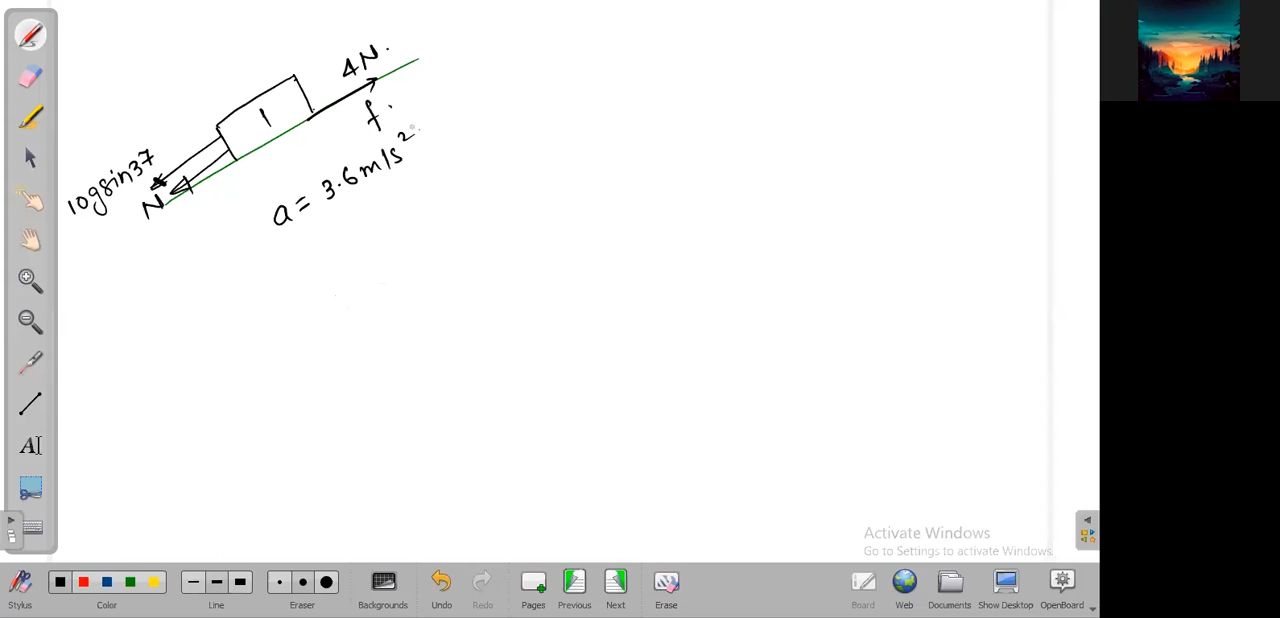 4N.
1
f.
10gsin37
N
a = 3.6m/s².
A
Activate Windows
Go to Settings to activate Windows.
Stylus
Color
Line
Eraser
Backgrounds
Undo
Redo
Pages
Previous
Next
Erase
Board
Web
Documents
Show Desktop
OpenBoard